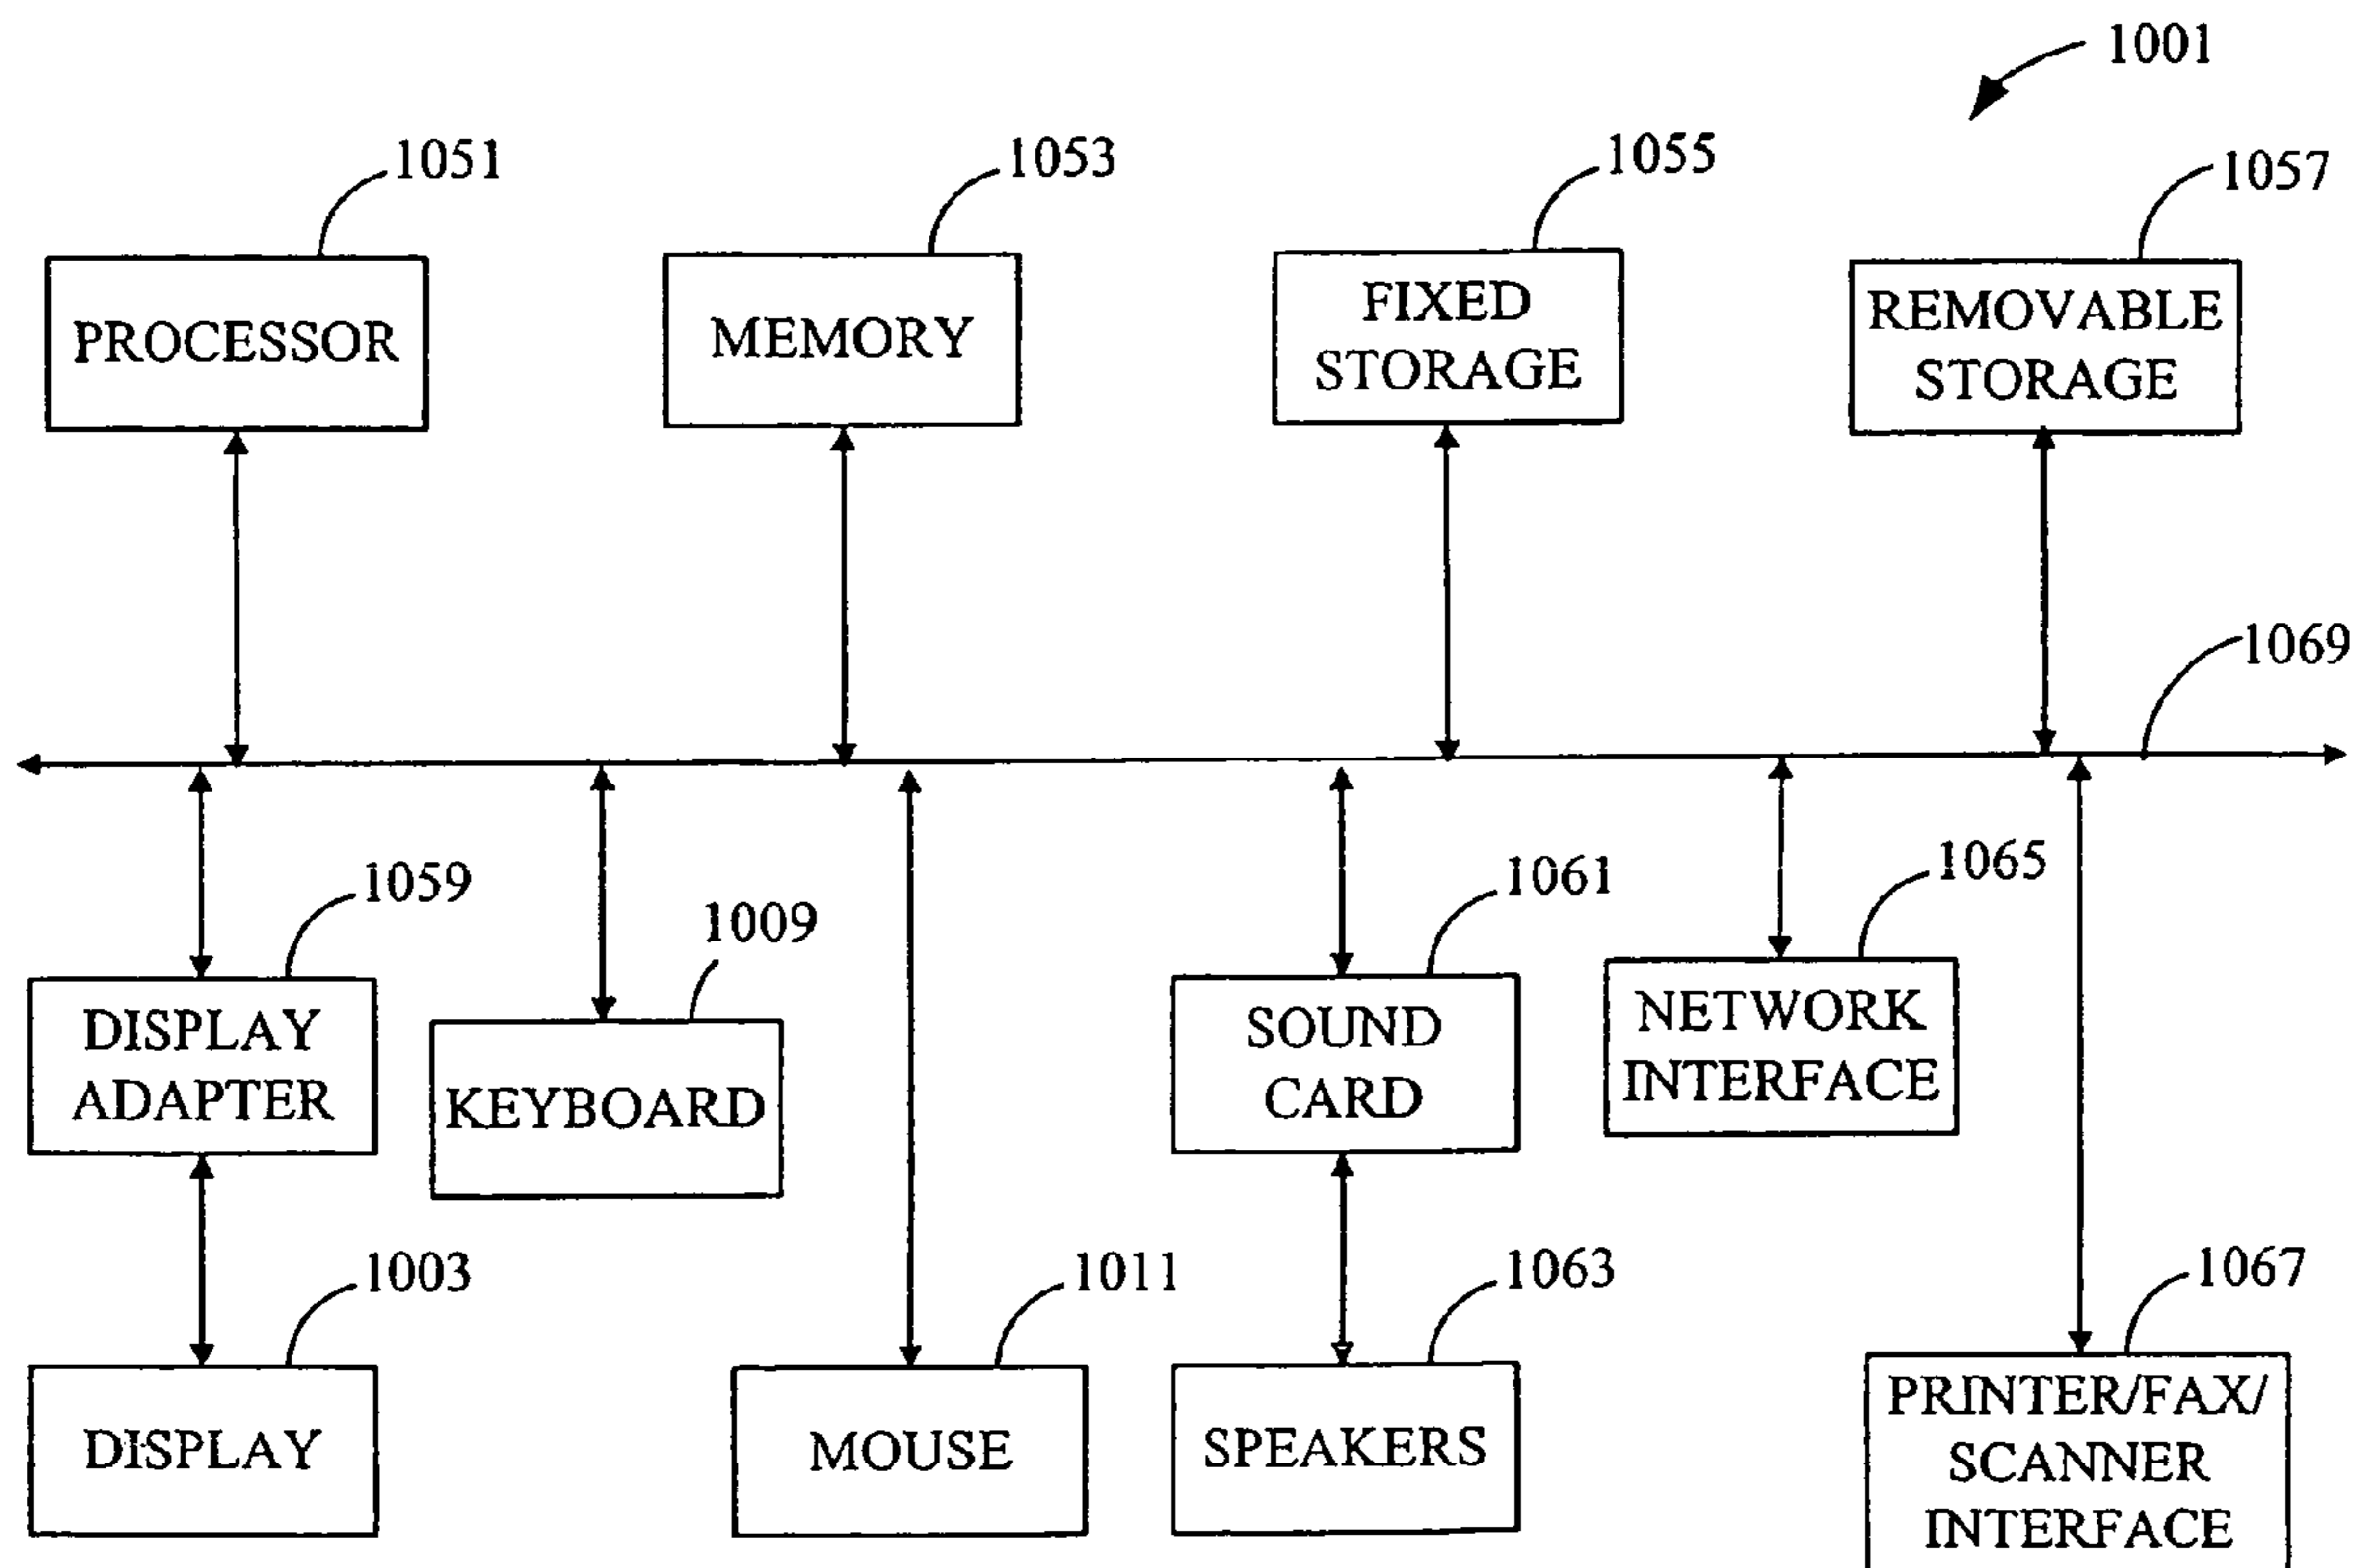 1001
1051
1053
1055
1057
PROCESSOR
MEMORY
FIXED
STORAGE
REMOVABLE
STORAGE
1069
1059
1009
1061
1065
DISPLAY
ADAPTER
KEYBOARD
SOUND
CARD
NETWORK
INTERFACE
1003
1011
1063
1067
DISPLAY
MOUSE
SPEAKERS
PRINTER/FAX/
SCANNER
INTERFACE